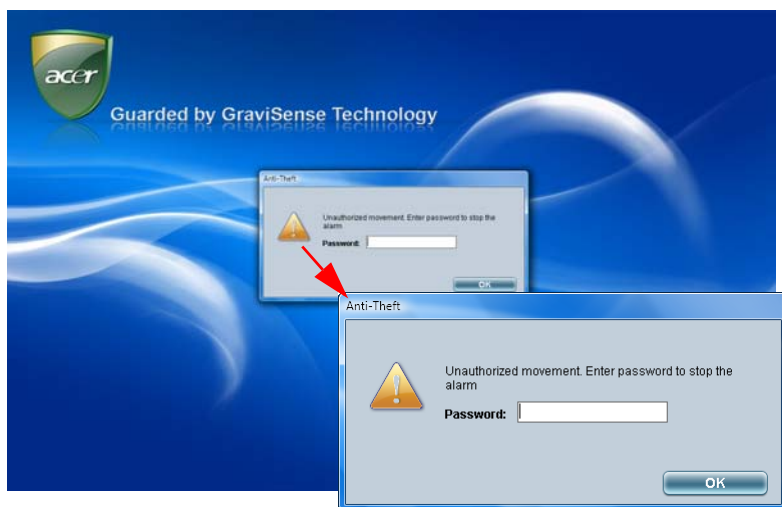 acer
Guarded by GraviSense Technology
Anti-Theft
Unauthorized movement. Enter password to stop the
alarm
Password:
OK
Anti-Theft
Unauthorized movement. Enter password to stop the
alarm
Password:
OK